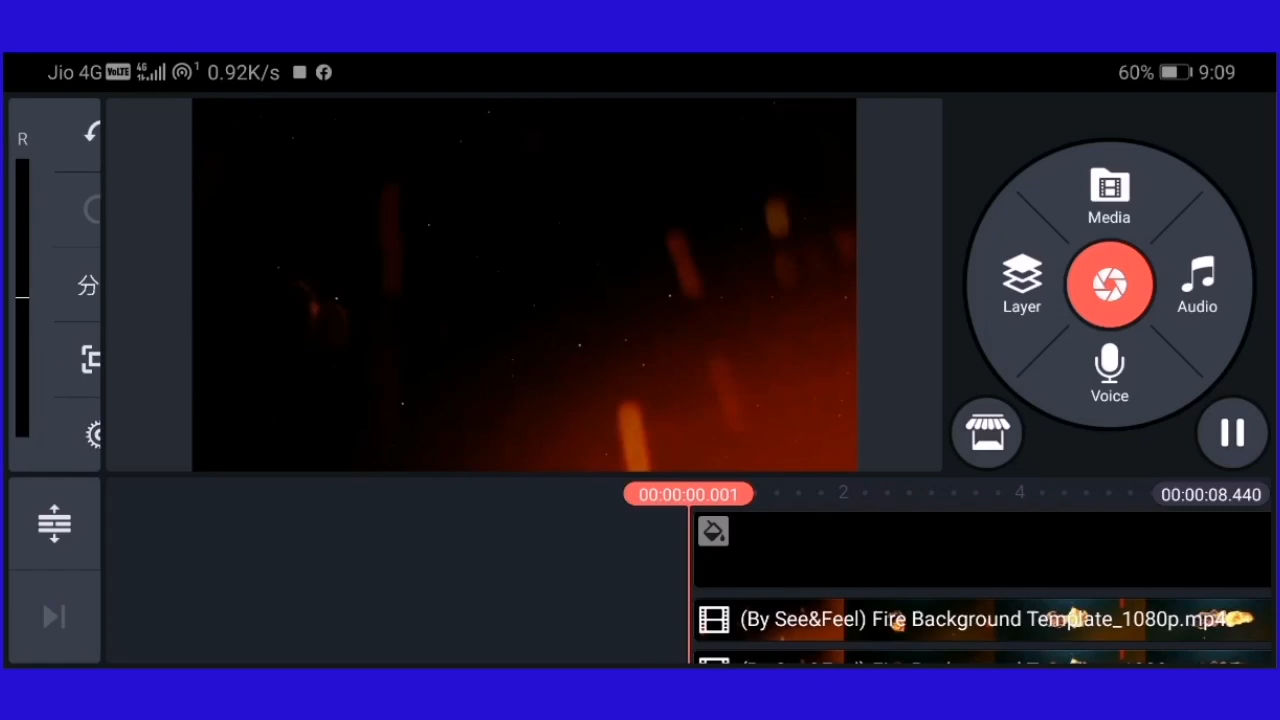 Jio 4G VoLTE 4G 1 0.92K/s
60% 9:09
R
分
Media
Layer
Audio
Voice
00:00:00.001
2
4
00:00:08.440
(By See&Feel) Fire Background Template_1080p.mp4